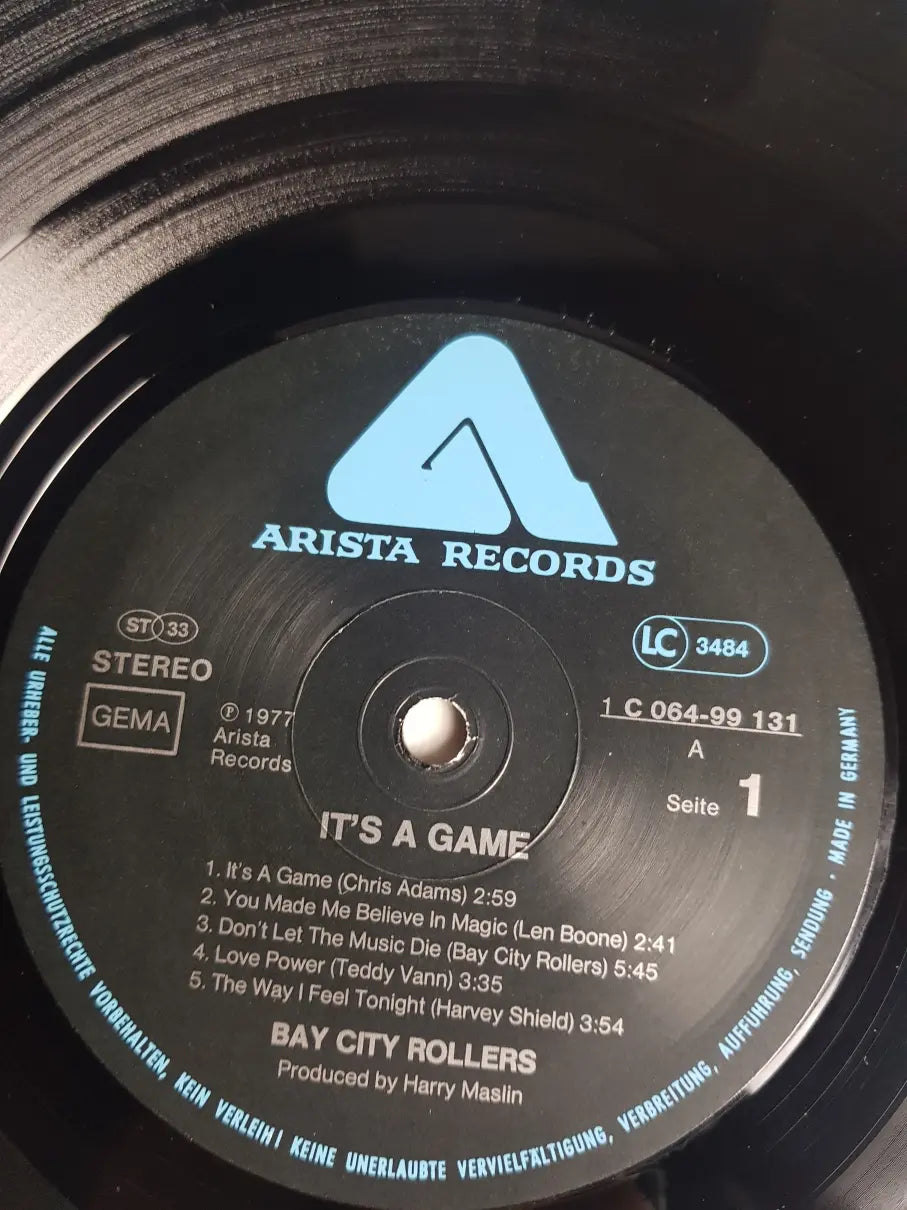 ARISTA RECORDS
ST 33
STEREO
GEMA
℗ 1977
Arista
Records
LC 3484
1 C 064-99 131
A
Seite 1
IT'S A GAME
1. It's A Game (Chris Adams) 2:59
2. You Made Me Believe In Magic (Len Boone) 2:41
3. Don't Let The Music Die (Bay City Rollers) 5:45
4. Love Power (Teddy Vann) 3:35
5. The Way I Feel Tonight (Harvey Shield) 3:54
BAY CITY ROLLERS
Produced by Harry Maslin
ALLE URHEBER- UND LEISTUNGSSCHUTZRECHTE VORBEHALTEN, KEIN VERLEIH! KEINE UNERLAUBTE VERVIELFÄLTIGUNG, VERBREITUNG, AUFFÜHRUNG, SENDUNG · MADE IN GERMANY